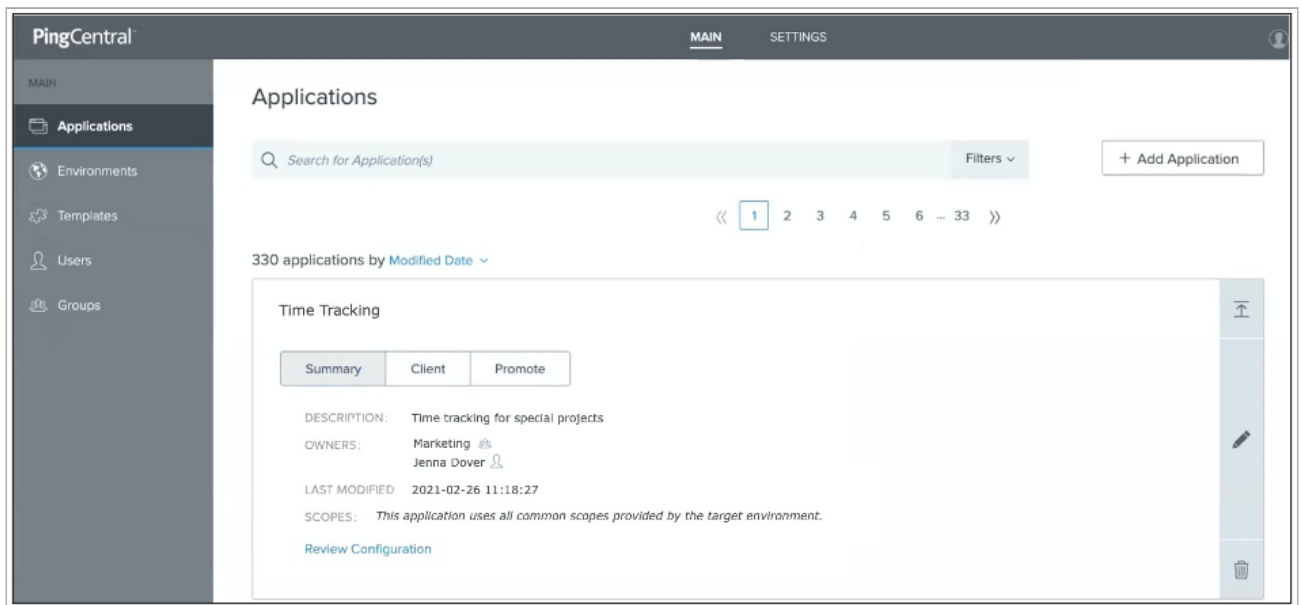 PingCentral
MAIN
SETTINGS
MAIN
Applications
Environments
Templates
Users
Groups
Applications
Search for Application(s)
Filters
+ Add Application
« 1 2 3 4 5 6 ... 33 »
330 applications by Modified Date
Time Tracking
Summary Client Promote
DESCRIPTION: Time tracking for special projects
OWNERS: Marketing
Jenna Dover
LAST MODIFIED 2021-02-26 11:18:27
SCOPES: This application uses all common scopes provided by the target environment.
Review Configuration